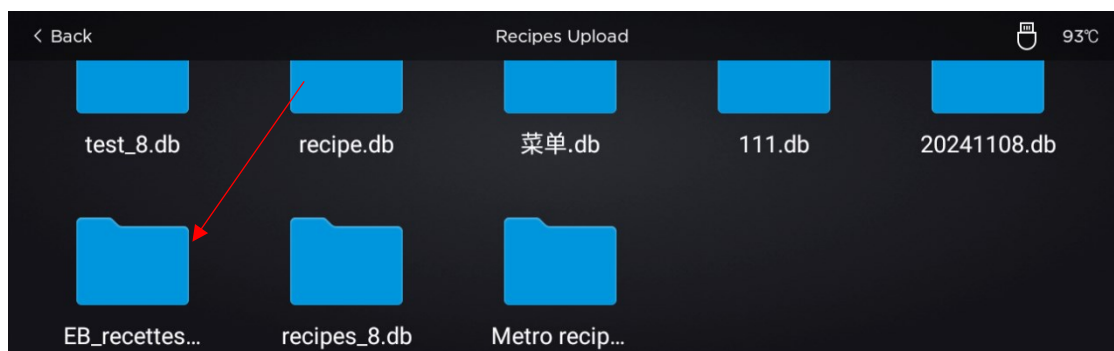 < Back Recipes Upload 93℃
test_8.db recipe.db 菜单.db 111.db 20241108.db
EB_recettes... recipes_8.db Metro recip...